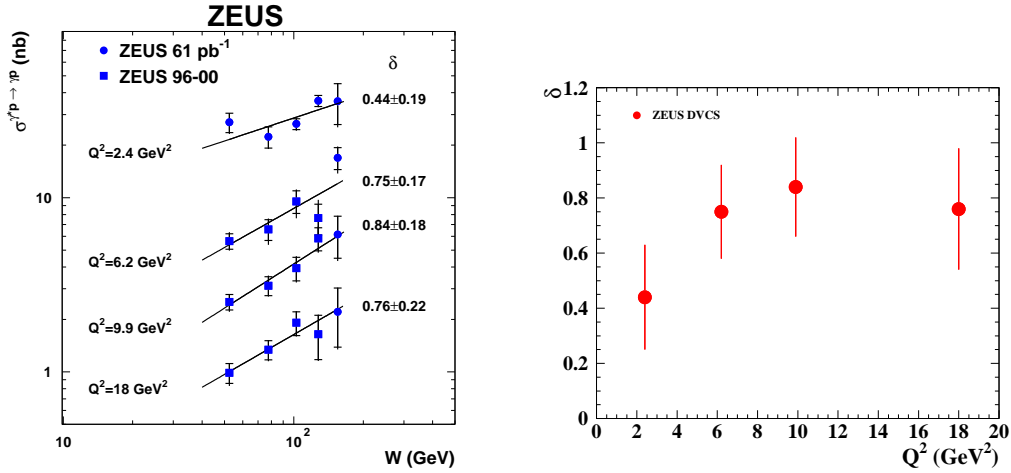 ZEUS
σ^γ*p → γp (nb)
ZEUS 61 pb⁻¹
ZEUS 96-00
δ
0.44±0.19
Q²=2.4 GeV²
10
0.75±0.17
0.84±0.18
Q²=6.2 GeV²
Q²=9.9 GeV²
0.76±0.22
1
Q²=18 GeV²
10
10²
W (GeV)
δ
1.2
ZEUS DVCS
1
0.8
0.6
0.4
0.2
0
0 2 4 6 8 10 12 14 16 18 20
Q² (GeV²)